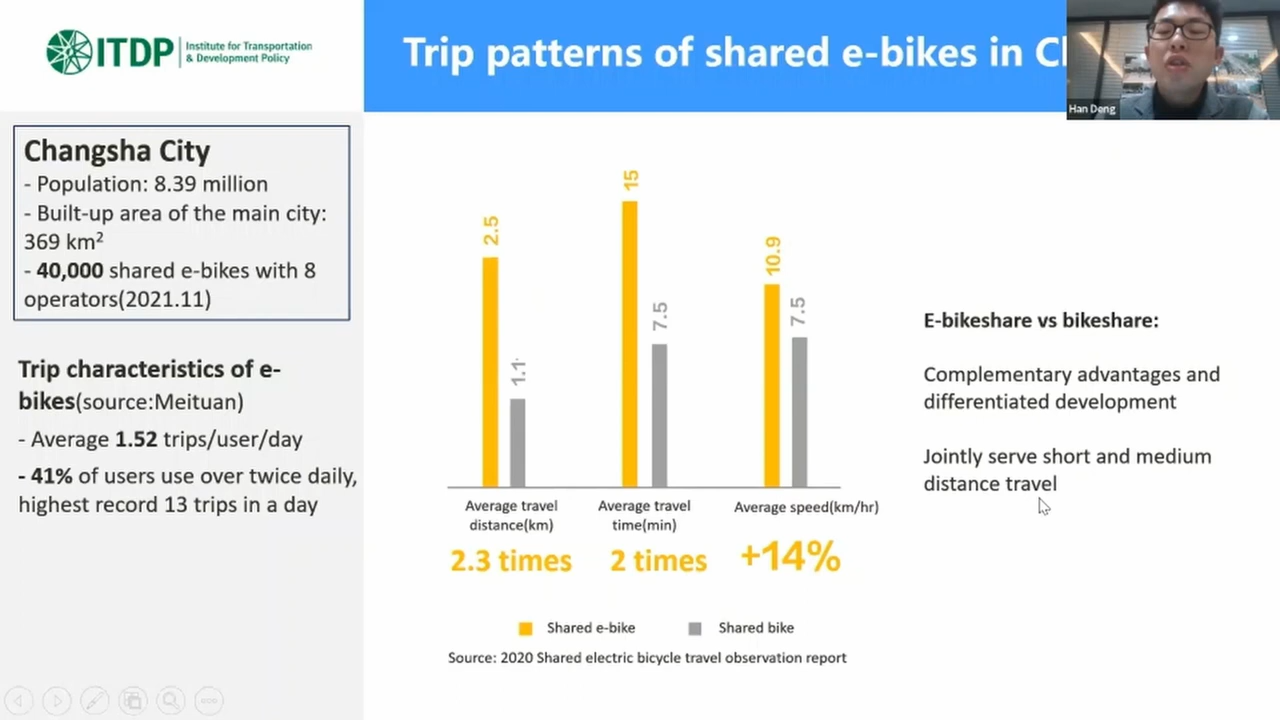 ITDP
Institute for Transportation
& Development Policy
Trip patterns of shared e-bikes in
Han Deng
Changsha City
- Population: 8.39 million
- Built-up area of the main city:
369 km²
- 40,000 shared e-bikes with 8
operators(2021.11)
Trip characteristics of e-
bikes(source:Meituan)
- Average 1.52 trips/user/day
- 41% of users use over twice daily,
highest record 13 trips in a day
2.5
1.1
15
7.5
10.9
7.5
Average travel
distance(km)
Average travel
time(min)
Average speed(km/hr)
2.3 times
2 times
+14%
Shared e-bike
Shared bike
Source: 2020 Shared electric bicycle travel observation report
E-bikeshare vs bikeshare:
Complementary advantages and
differentiated development
Jointly serve short and medium
distance travel